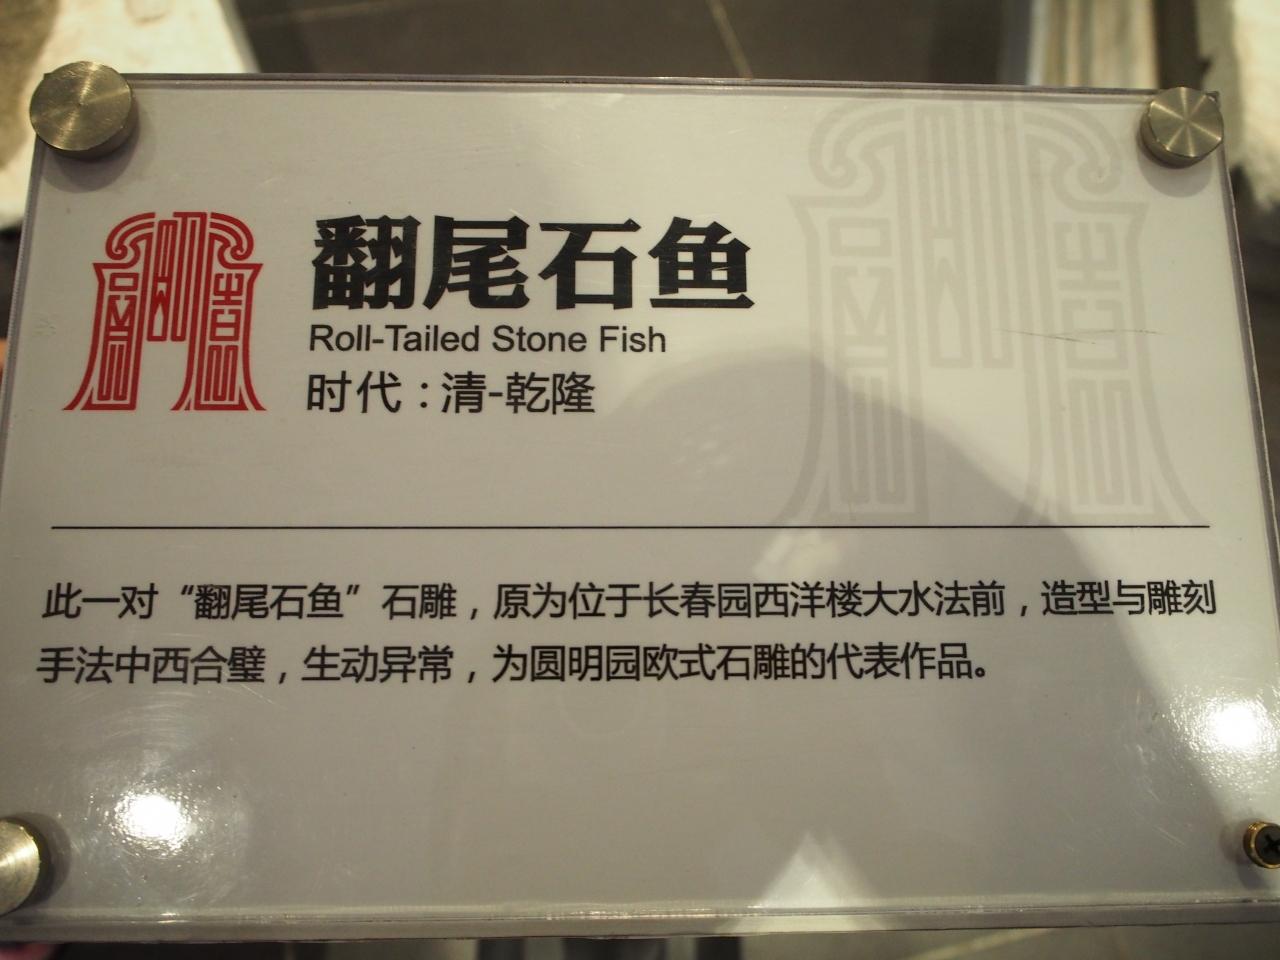 翻尾石鱼
Roll-Tailed Stone Fish
时代：清-乾隆
此一对“翻尾石鱼”石雕，原为位于长春园西洋楼大水法前，造型与雕刻
手法中西合璧，生动异常，为圆明园欧式石雕的代表作品。